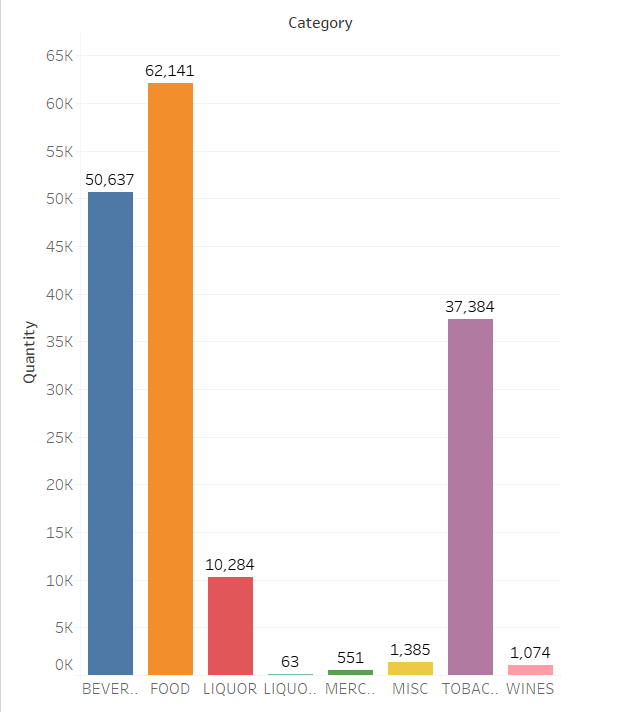 Category
65K
60K
55K
50K
45K
40K
35K
30K
25K
20K
15K
10K
5K
0K
Quantity
50,637
62,141
10,284
63
551
1,385
37,384
1,074
BEVER.. FOOD LIQUOR LIQUO.. MERC.. MISC TOBAC.. WINES